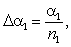 Δα₁ = α₁/n₁,